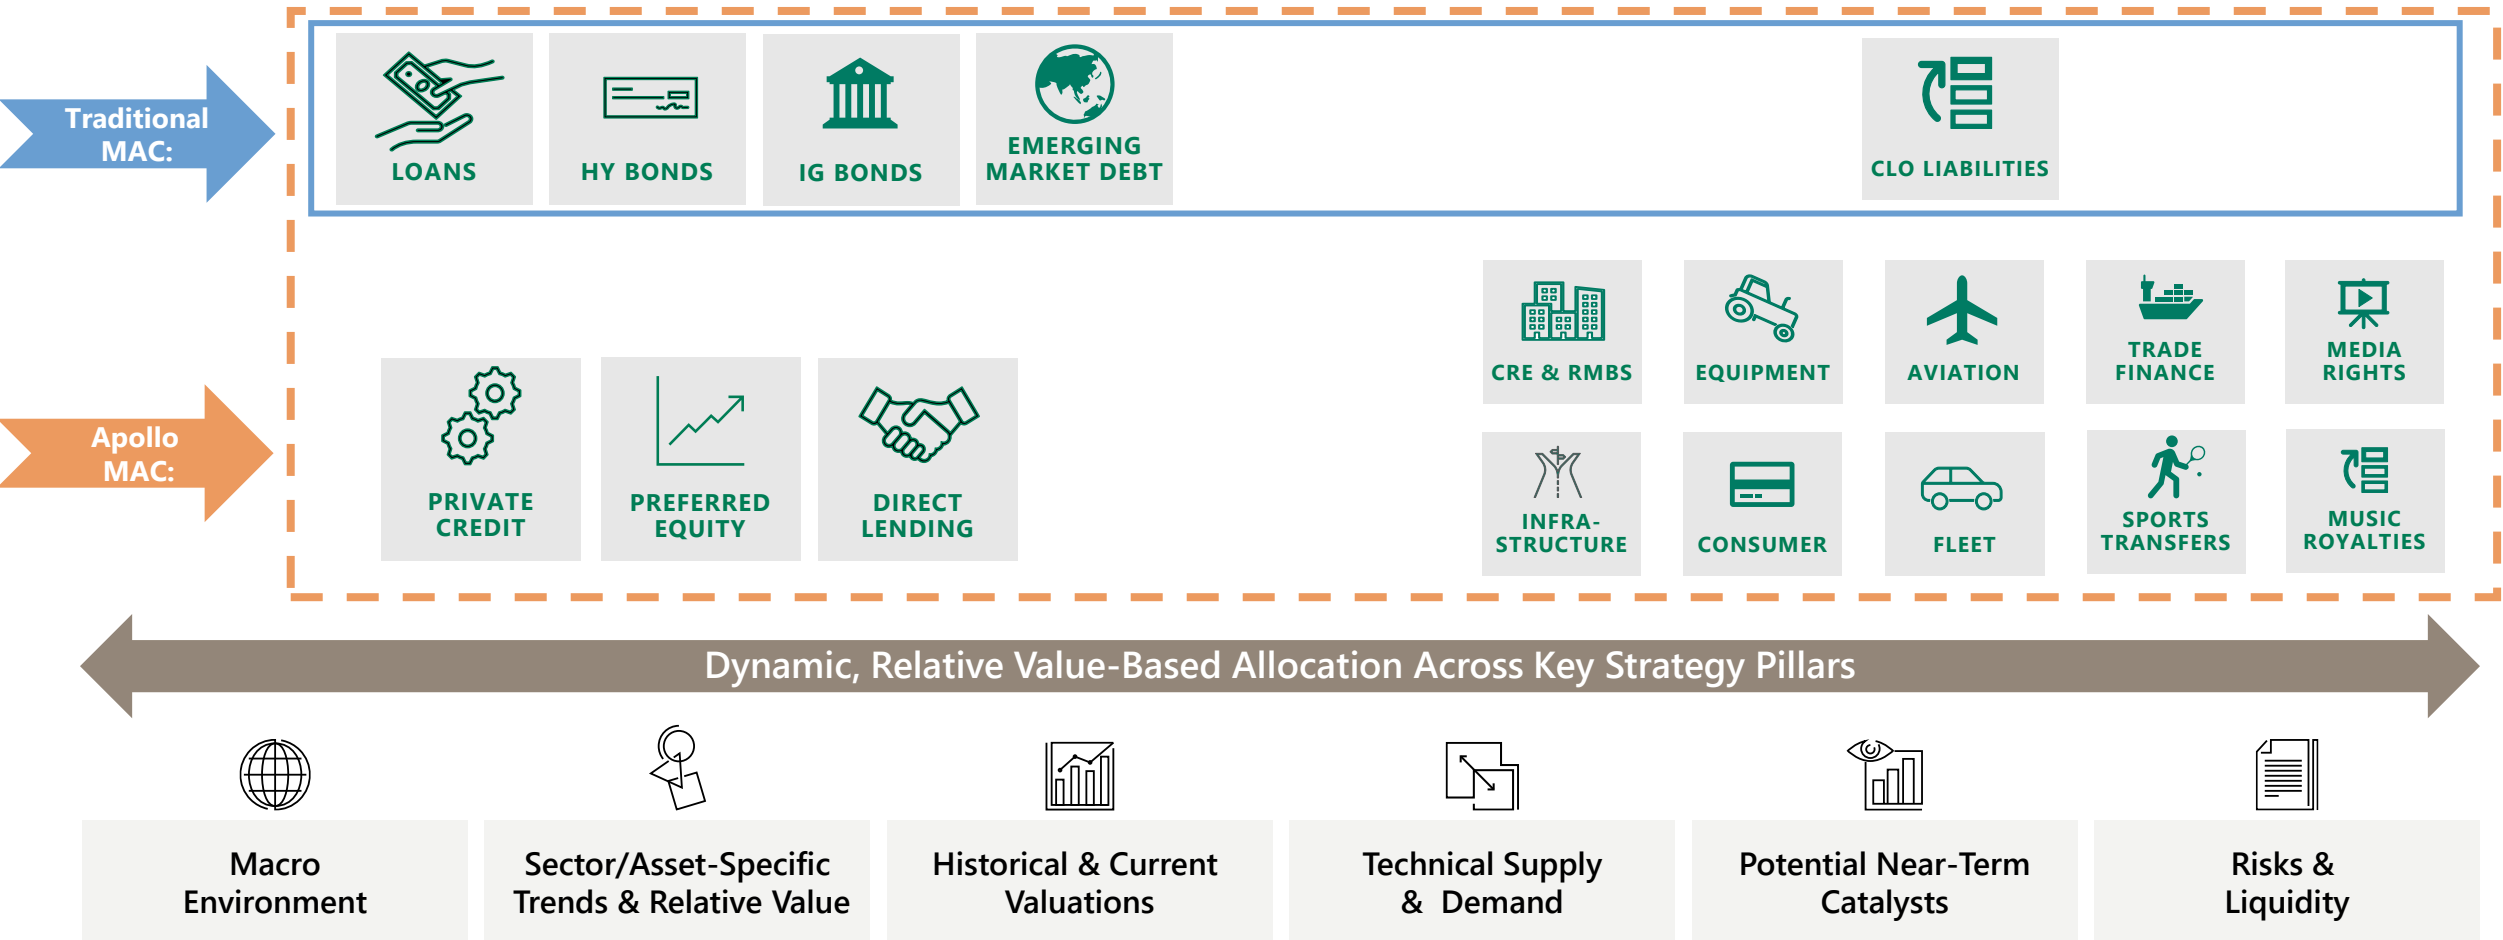 Traditional
MAC:
LOANS
HY BONDS
IG BONDS
EMERGING
MARKET DEBT
CLO LIABILITIES
Apollo
MAC:
PRIVATE
CREDIT
PREFERRED
EQUITY
DIRECT
LENDING
CRE & RMBS
EQUIPMENT
AVIATION
TRADE
FINANCE
MEDIA
RIGHTS
INFRA-
STRUCTURE
CONSUMER
FLEET
SPORTS
TRANSFERS
MUSIC
ROYALTIES
Dynamic, Relative Value-Based Allocation Across Key Strategy Pillars
Macro
Environment
Sector/Asset-Specific
Trends & Relative Value
Historical & Current
Valuations
Technical Supply
& Demand
Potential Near-Term
Catalysts
Risks &
Liquidity